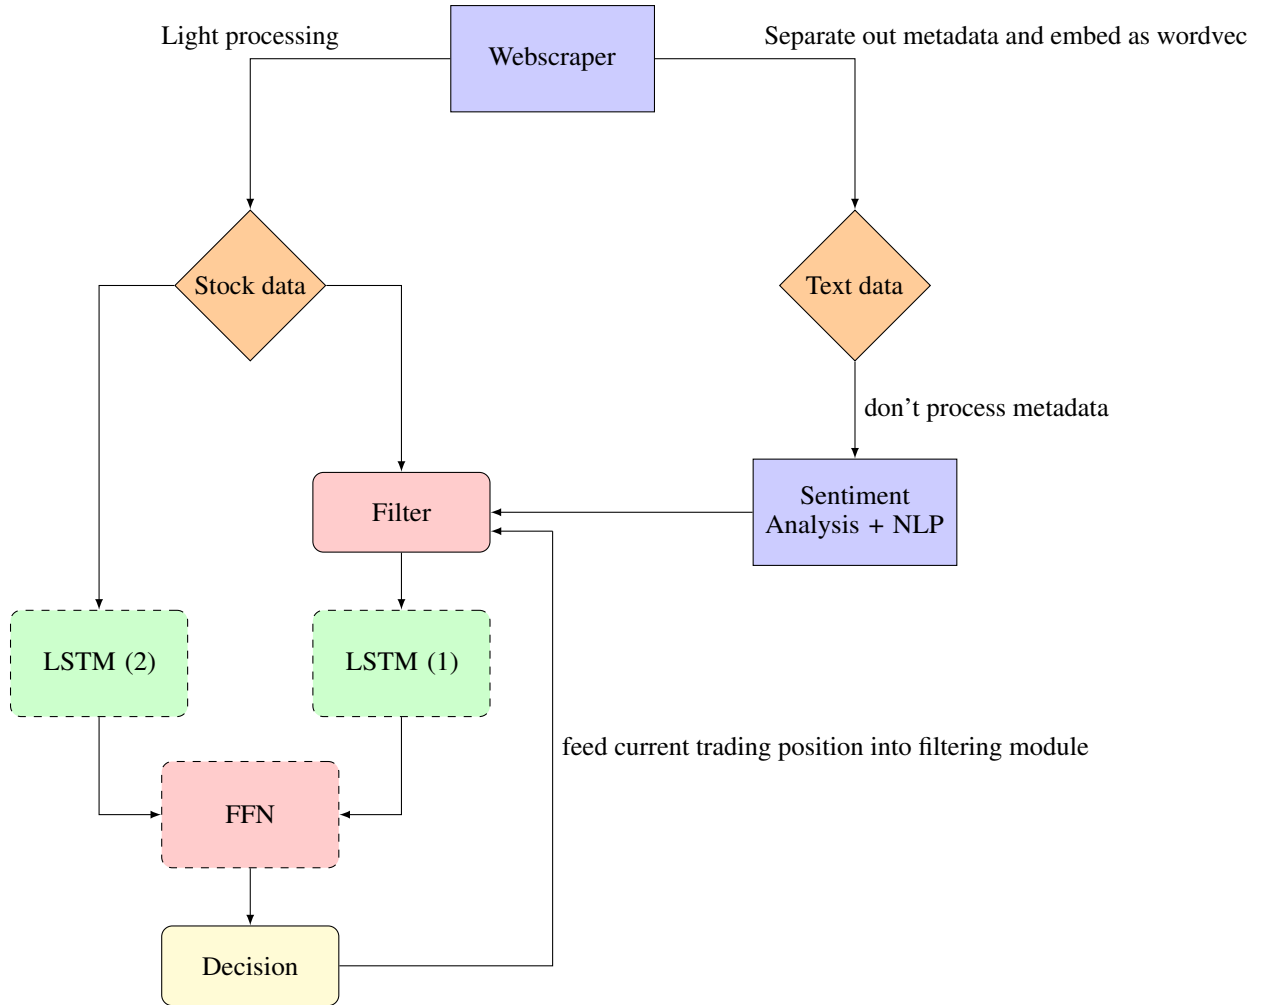 Light processing
Webscraper
Separate out metadata and embed as wordvec
Stock data
Text data
don't process metadata
Filter
Sentiment
Analysis + NLP
LSTM (2)
LSTM (1)
feed current trading position into filtering module
FFN
Decision